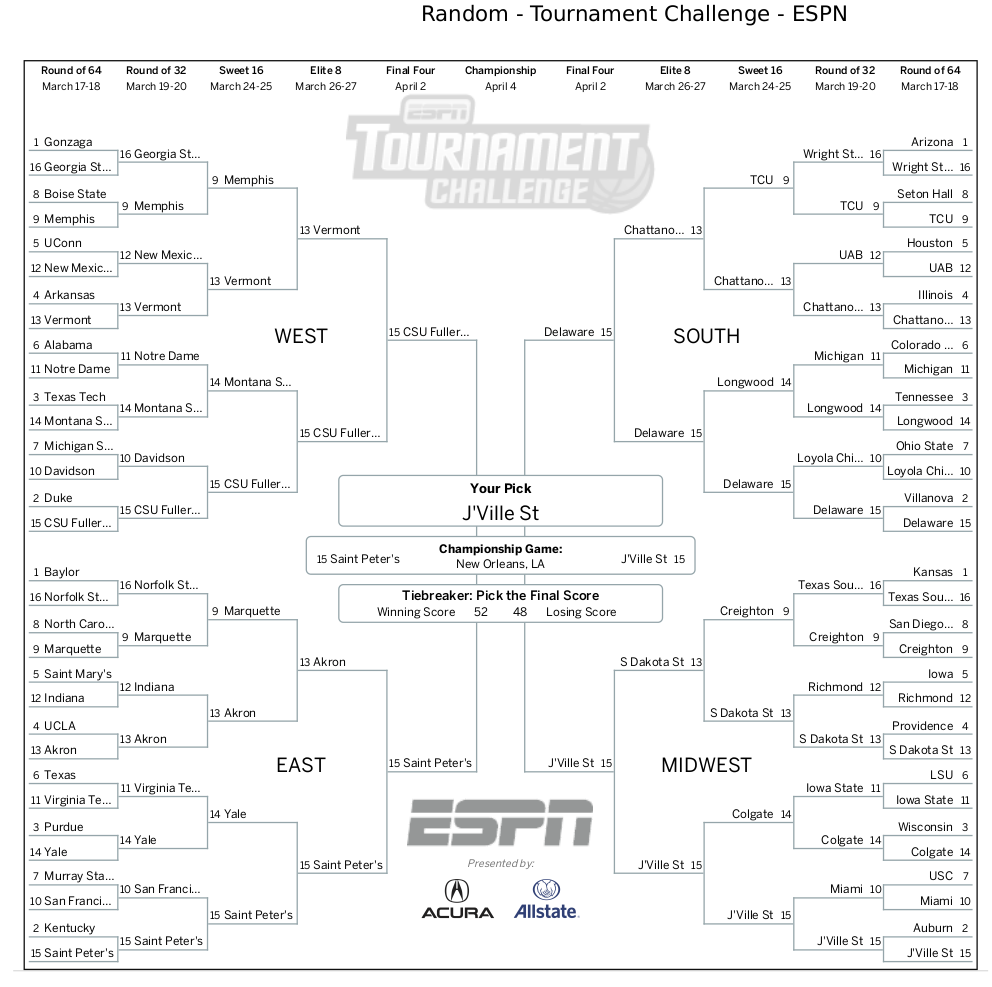 Random - Tournament Challenge - ESPN
Round of 64 Round of 32 Sweet 16 Elite 8 Final Four Championship Final Four Elite 8 Sweet 16 Round of 32 Round of 64
March 17-18 March 19-20 March 24-25 March 26-27 April 2 April 4 April 2 March 26-27 March 24-25 March 19-20 March 17-18
ESPN
TOURNAMENT
CHALLENGE
1 Gonzaga
16 Georgia St...
8 Boise State
9 Memphis
5 UConn
12 New Mexic...
4 Arkansas
13 Vermont
6 Alabama
11 Notre Dame
3 Texas Tech
14 Montana S...
7 Michigan S...
10 Davidson
2 Duke
15 CSU Fuller...
16 Georgia St...
9 Memphis
12 New Mexic...
13 Vermont
11 Notre Dame
14 Montana S...
10 Davidson
15 CSU Fuller...
9 Memphis
13 Vermont
14 Montana S...
15 CSU Fuller...
13 Vermont
15 CSU Fuller...
15 CSU Fuller...
WEST
Delaware 15
Chattano... 13
Delaware 15
SOUTH
TCU 9
Chattano... 13
Longwood 14
Delaware 15
Wright St... 16
TCU 9
UAB 12
Chattano... 13
Michigan 11
Longwood 14
Loyola Chi... 10
Delaware 15
Arizona 1
Wright St... 16
Seton Hall 8
TCU 9
Houston 5
UAB 12
Illinois 4
Chattano... 13
Colorado ... 6
Michigan 11
Tennessee 3
Longwood 14
Ohio State 7
Loyola Chi... 10
Villanova 2
Delaware 15
Your Pick
J'Ville St
Championship Game:
15 Saint Peter's New Orleans, LA J'Ville St 15
Tiebreaker: Pick the Final Score
Winning Score 52 48 Losing Score
1 Baylor
16 Norfolk St...
8 North Caro...
9 Marquette
5 Saint Mary's
12 Indiana
4 UCLA
13 Akron
6 Texas
11 Virginia Te...
3 Purdue
14 Yale
7 Murray Sta...
10 San Franci...
2 Kentucky
15 Saint Peter's
16 Norfolk St...
9 Marquette
12 Indiana
13 Akron
11 Virginia Te...
14 Yale
10 San Franci...
15 Saint Peter's
9 Marquette
13 Akron
14 Yale
15 Saint Peter's
13 Akron
15 Saint Peter's
15 Saint Peter's
EAST
J'Ville St 15
S Dakota St 13
J'Ville St 15
MIDWEST
Creighton 9
S Dakota St 13
Colgate 14
J'Ville St 15
Texas Sou... 16
Creighton 9
Richmond 12
S Dakota St 13
Iowa State 11
Colgate 14
Miami 10
J'Ville St 15
Kansas 1
Texas Sou... 16
San Diego... 8
Creighton 9
Iowa 5
Richmond 12
Providence 4
S Dakota St 13
LSU 6
Iowa State 11
Wisconsin 3
Colgate 14
USC 7
Miami 10
Auburn 2
J'Ville St 15
ESPN
Presented by:
ACURA Allstate